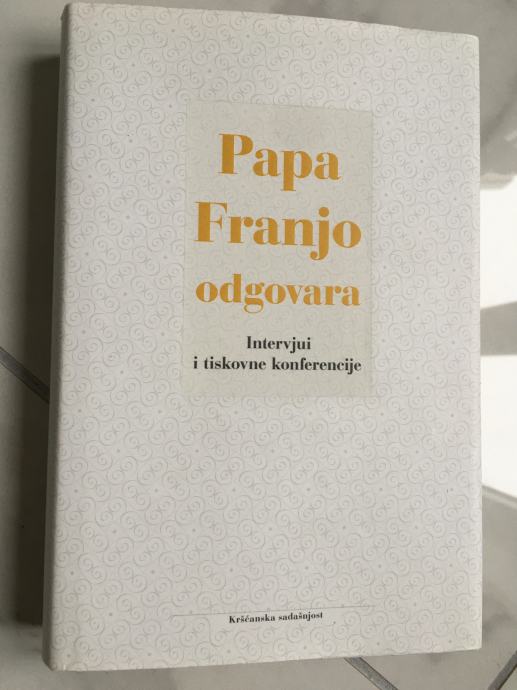 Papa
Franjo
odgovara
Intervjui
i tiskovne konferencije
Kršćanska sadašnjost